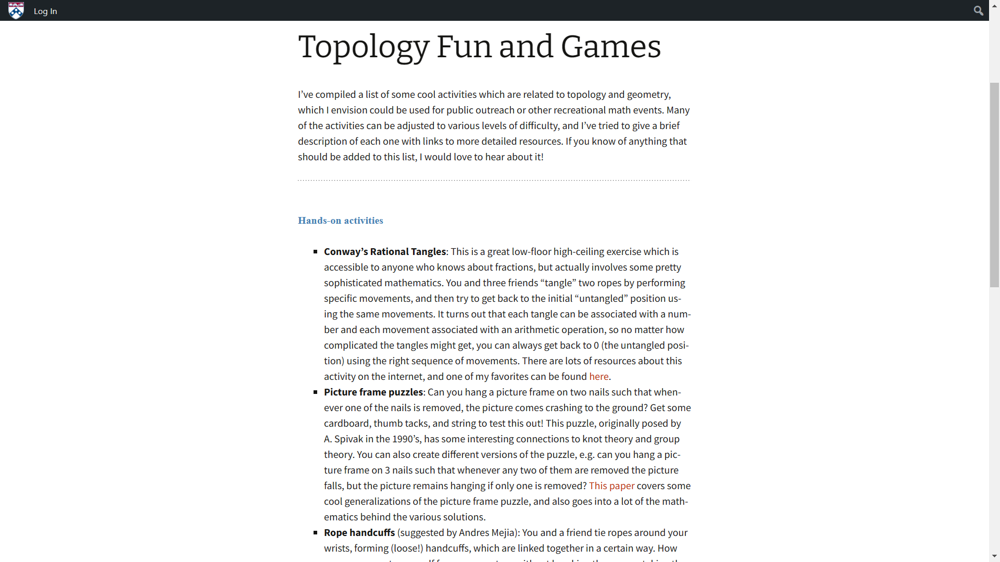 Log In
Topology Fun and Games
I’ve compiled a list of some cool activities which are related to topology and geometry,
which I envision could be used for public outreach or other recreational math events. Many
of the activities can be adjusted to various levels of difficulty, and I’ve tried to give a brief
description of each one with links to more detailed resources. If you know of anything that
should be added to this list, I would love to hear about it!
Hands-on activities
Conway’s Rational Tangles: This is a great low-floor high-ceiling exercise which is
accessible to anyone who knows about fractions, but actually involves some pretty
sophisticated mathematics. You and three friends “tangle” two ropes by performing
specific movements, and then try to get back to the initial “untangled” position us-
ing the same movements. It turns out that each tangle can be associated with a num-
ber and each movement associated with an arithmetic operation, so no matter how
complicated the tangles might get, you can always get back to 0 (the untangled posi-
tion) using the right sequence of movements. There are lots of resources about this
activity on the internet, and one of my favorites can be found here.
Picture frame puzzles: Can you hang a picture frame on two nails such that when-
ever one of the nails is removed, the picture comes crashing to the ground? Get some
cardboard, thumb tacks, and string to test this out! This puzzle, originally posed by
A. Spivak in the 1990’s, has some interesting connections to knot theory and group
theory. You can also create different versions of the puzzle, e.g. can you hang a pic-
ture frame on 3 nails such that whenever any two of them are removed the picture
falls, but the picture remains hanging if only one is removed? This paper covers some
cool generalizations of the picture frame puzzle, and also goes into a lot of the math-
ematics behind the various solutions.
Rope handcuffs (suggested by Andres Mejia): You and a friend tie ropes around your
wrists, forming (loose!) handcuffs, which are linked together in a certain way. How